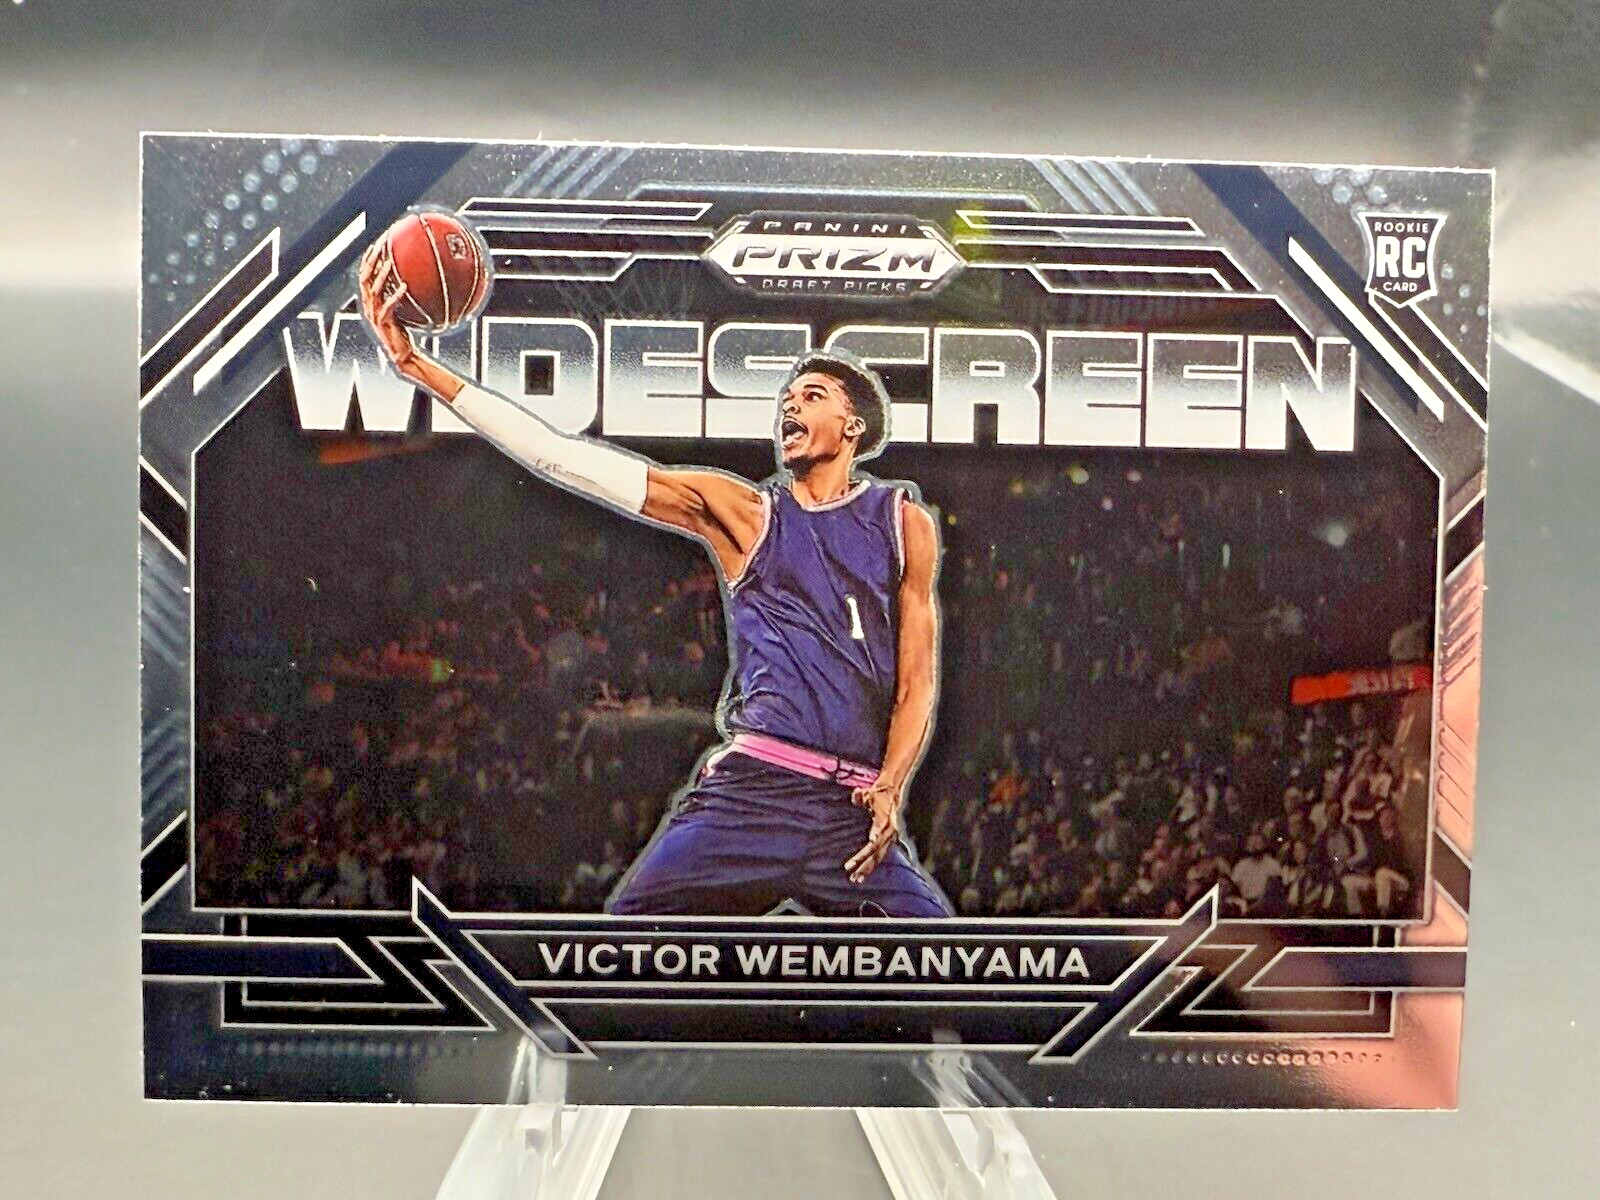 PANINI
PRIZM
DRAFT PICKS
ROOKIE
RC
CARD
WIDESCREEN
1
VICTOR WEMBANYAMA